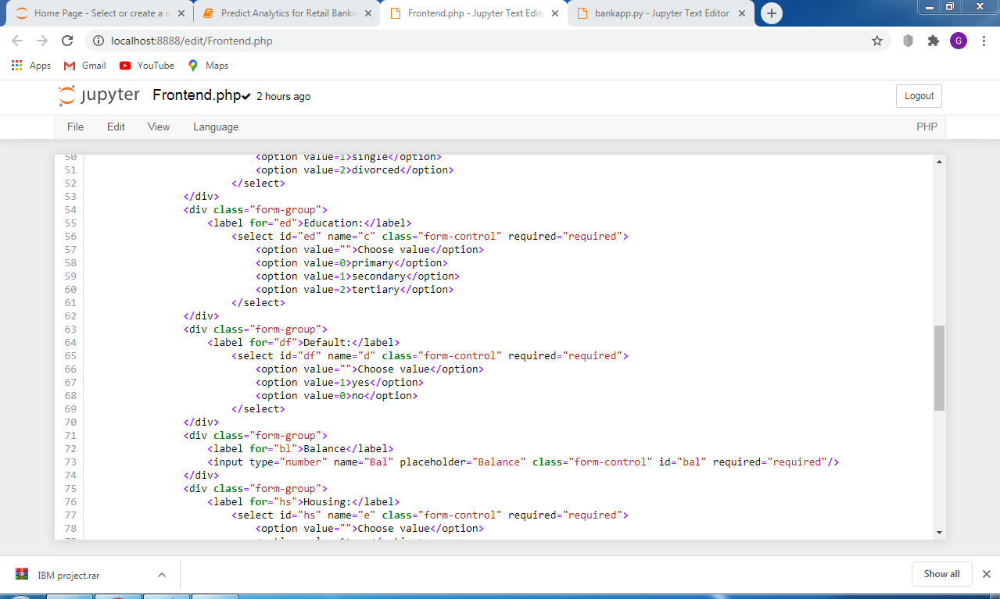 Home Page - Select or create a n
Predict Analytics for Retail Bankin
Frontend.php - Jupyter Text Edito
bankapp.py - Jupyter Text Editor
localhost:8888/edit/Frontend.php
G
Apps Gmail YouTube Maps
jupyter Frontend.php 2 hours ago Logout
File Edit View Language PHP
50 <option value=1>single</option>
51 <option value=2>divorced</option>
52 </select>
53 </div>
54 <div class="form-group">
55 <label for="ed">Education:</label>
56 <select id="ed" name="c" class="form-control" required="required">
57 <option value="">Choose value</option>
58 <option value=0>primary</option>
59 <option value=1>secondary</option>
60 <option value=2>tertiary</option>
61 </select>
62 </div>
63 <div class="form-group">
64 <label for="df">Default:</label>
65 <select id="df" name="d" class="form-control" required="required">
66 <option value="">Choose value</option>
67 <option value=1>yes</option>
68 <option value=0>no</option>
69 </select>
70 </div>
71 <div class="form-group">
72 <label for="bl">Balance</label>
73 <input type="number" name="Bal" placeholder="Balance" class="form-control" id="bal" required="required"/>
74 </div>
75 <div class="form-group">
76 <label for="hs">Housing:</label>
77 <select id="hs" name="e" class="form-control" required="required">
78 <option value="">Choose value</option>
IBM project.rar
Show all